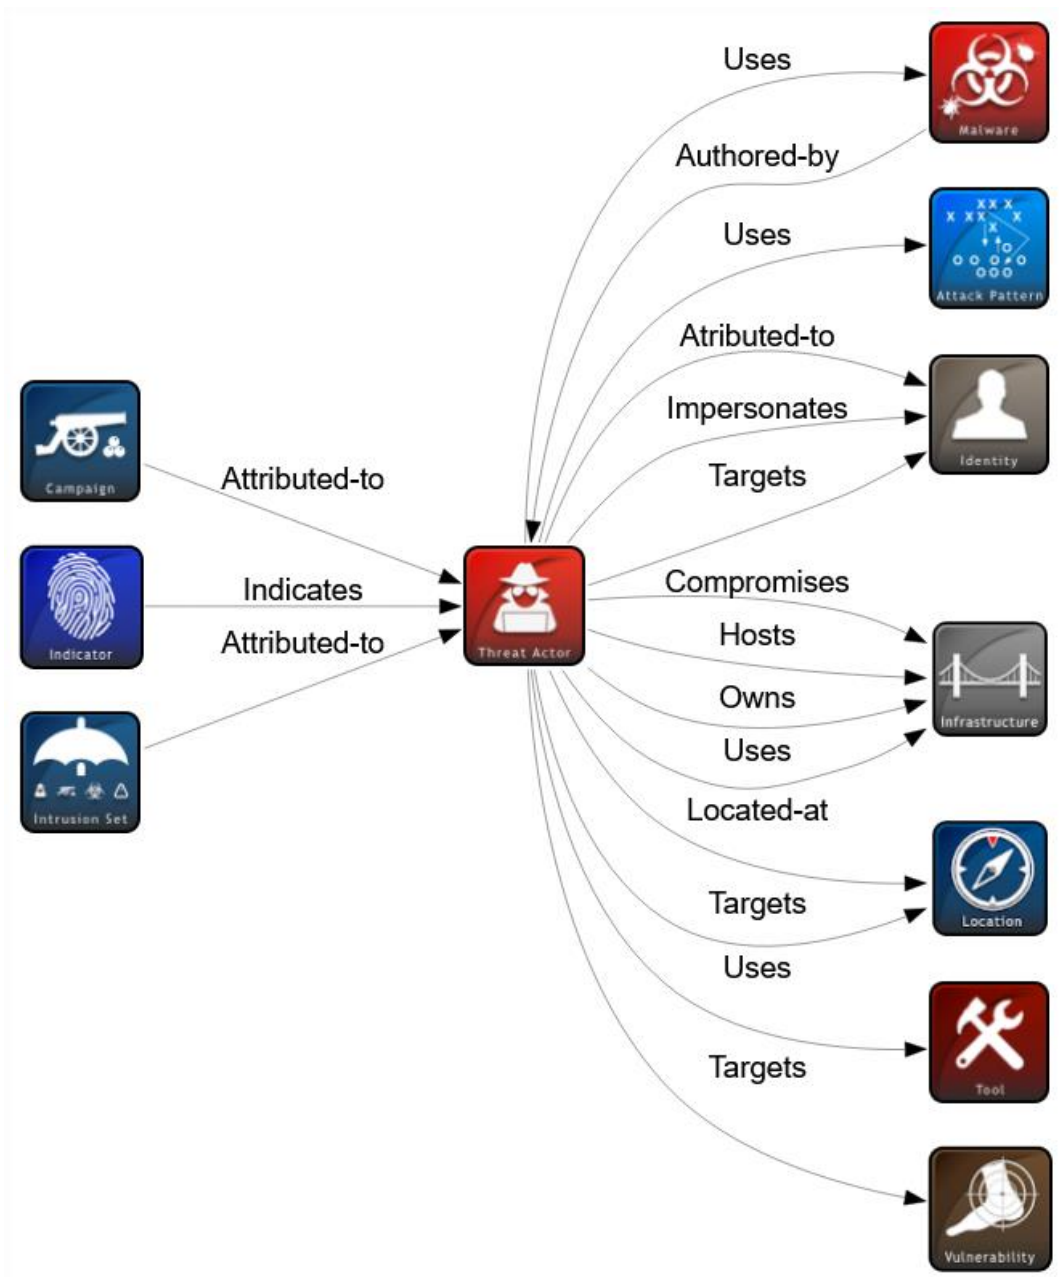 Uses
Malware
Authored-by
Uses
X XX X X
X
Attack Pattern
Atributed-to
Impersonates
Identity
Targets
Campaign
Attributed-to
Indicates
Indicator
Attributed-to
Intrusion Set
Threat Actor
Compromises
Hosts
Owns
Infrastructure
Uses
Located-at
Location
Targets
Uses
Tool
Targets
Vulnerability